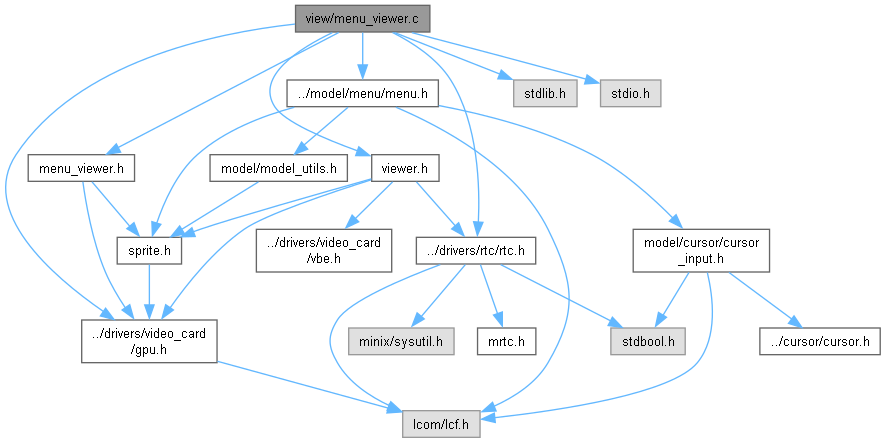 view/menu_viewer.c
../model/menu/menu.h
stdlib.h
stdio.h
menu_viewer.h
model/model_utils.h
viewer.h
sprite.h
../drivers/video_card
/vbe.h
../drivers/rtc/rtc.h
model/cursor/cursor
_input.h
../drivers/video_card
/gpu.h
minix/sysutil.h
mrtc.h
stdbool.h
../cursor/cursor.h
lcom/lcf.h